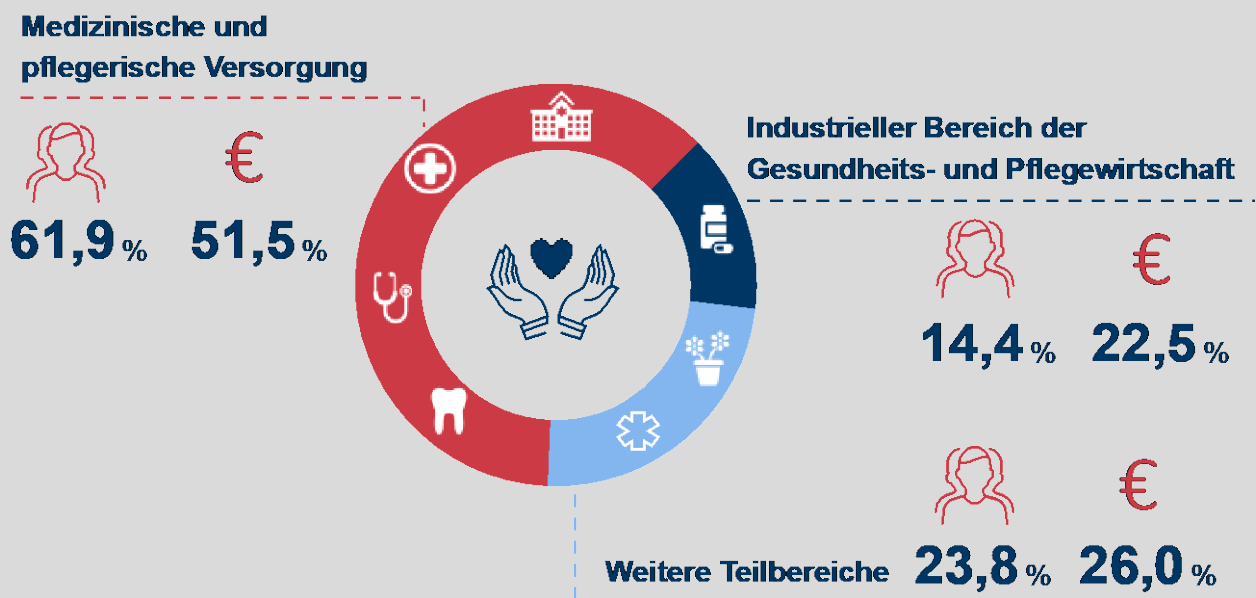 Medizinische und
pflegerische Versorgung
€
61,9 % 51,5 %
Industrieller Bereich der
Gesundheits- und Pflegewirtschaft
€
14,4 % 22,5 %
€
Weitere Teilbereiche 23,8 % 26,0 %